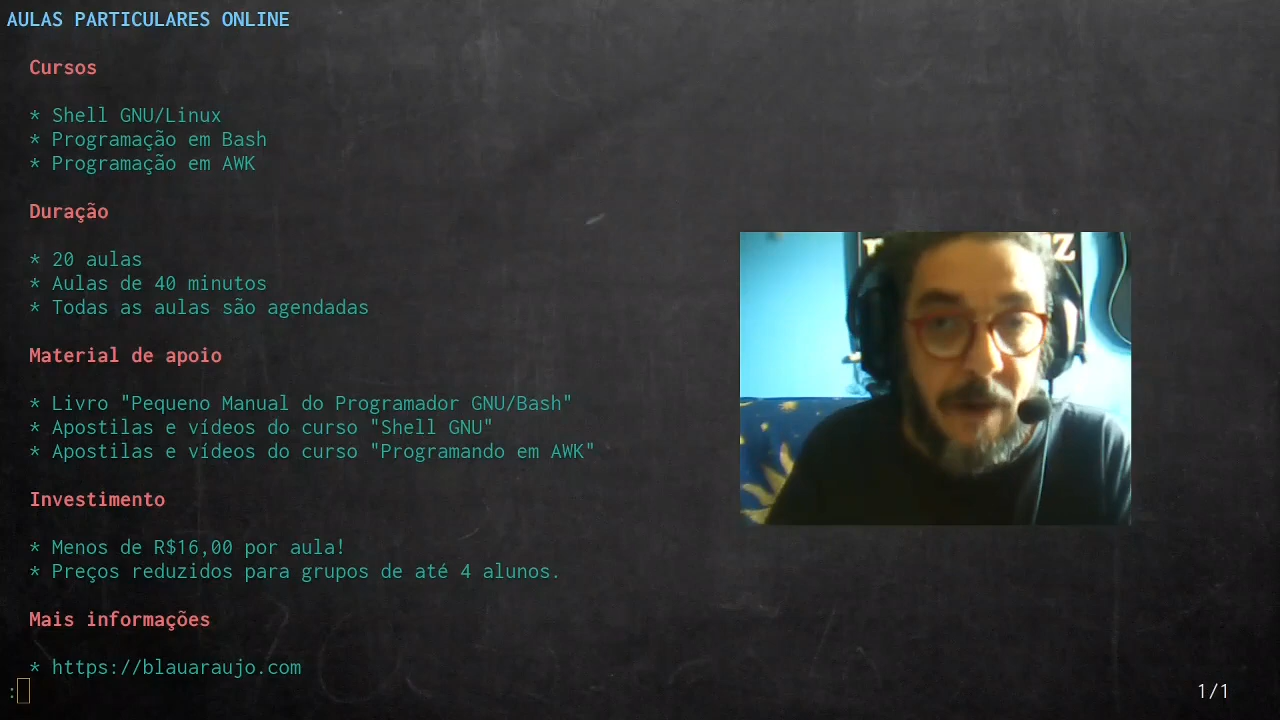 AULAS PARTICULARES ONLINE
Cursos
* Shell GNU/Linux
* Programação em Bash
* Programação em AWK
Duração
* 20 aulas
* Aulas de 40 minutos
* Todas as aulas são agendadas
Material de apoio
* Livro "Pequeno Manual do Programador GNU/Bash"
* Apostilas e vídeos do curso "Shell GNU"
* Apostilas e vídeos do curso "Programando em AWK"
Investimento
* Menos de R$16,00 por aula!
* Preços reduzidos para grupos de até 4 alunos.
Mais informações
* https://blauaraujo.com
:
1/1